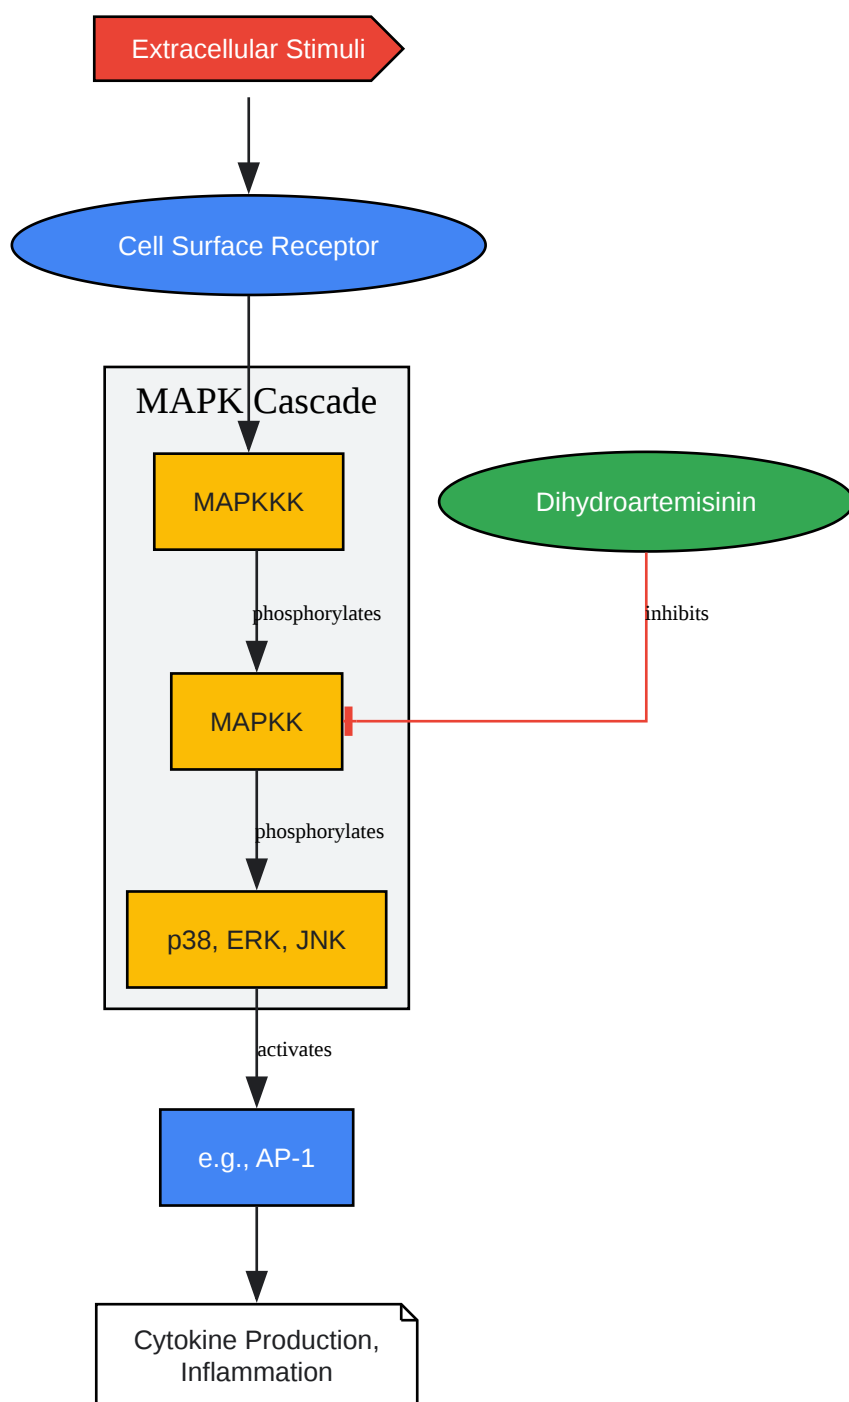 Extracellular Stimuli
Cell Surface Receptor
MAPK Cascade
MAPKKK
Dihydroartemisinin
phosphorylates
inhibits
MAPKK
phosphorylates
p38, ERK, JNK
activates
e.g., AP-1
Cytokine Production,
Inflammation